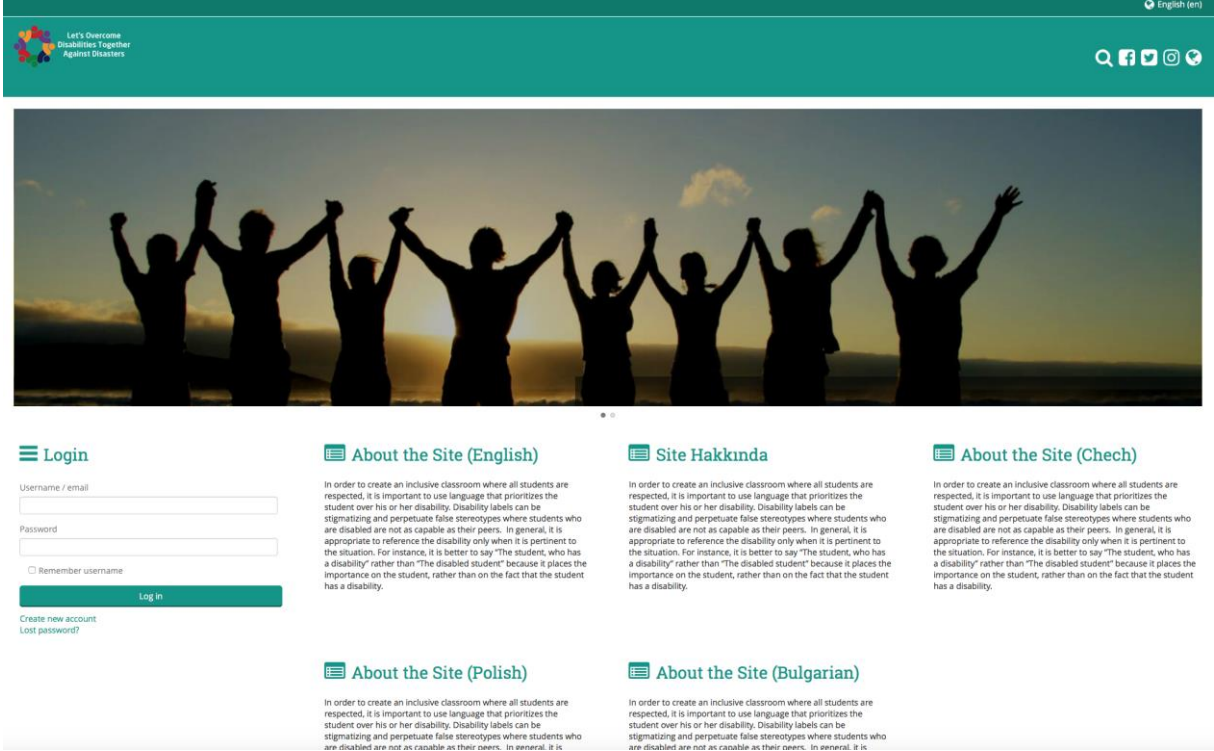 English (en)
Let's Overcome
Disabilities Together
Against Disasters
Login
Username / email
Password
Remember username
Log in
Create new account
Lost password?
About the Site (English)
In order to create an inclusive classroom where all students are
respected, it is important to use language that prioritizes the
student over his or her disability. Disability labels can be
stigmatizing and perpetuate false stereotypes where students who
are disabled are not as capable as their peers. In general, it is
appropriate to reference the disability only when it is pertinent to
the situation. For instance, it is better to say "The student, who has
a disability" rather than "The disabled student" because it places the
importance on the student, rather than on the fact that the student
has a disability.
Site Hakkında
In order to create an inclusive classroom where all students are
respected, it is important to use language that prioritizes the
student over his or her disability. Disability labels can be
stigmatizing and perpetuate false stereotypes where students who
are disabled are not as capable as their peers. In general, it is
appropriate to reference the disability only when it is pertinent to
the situation. For instance, it is better to say "The student, who has
a disability" rather than "The disabled student" because it places the
importance on the student, rather than on the fact that the student
has a disability.
About the Site (Chech)
In order to create an inclusive classroom where all students are
respected, it is important to use language that prioritizes the
student over his or her disability. Disability labels can be
stigmatizing and perpetuate false stereotypes where students who
are disabled are not as capable as their peers. In general, it is
appropriate to reference the disability only when it is pertinent to
the situation. For instance, it is better to say "The student, who has
a disability" rather than "The disabled student" because it places the
importance on the student, rather than on the fact that the student
has a disability.
About the Site (Polish)
In order to create an inclusive classroom where all students are
respected, it is important to use language that prioritizes the
student over his or her disability. Disability labels can be
stigmatizing and perpetuate false stereotypes where students who
are disabled are not as capable as their peers. In general, it is
About the Site (Bulgarian)
In order to create an inclusive classroom where all students are
respected, it is important to use language that prioritizes the
student over his or her disability. Disability labels can be
stigmatizing and perpetuate false stereotypes where students who
are disabled are not as capable as their peers. In general, it is